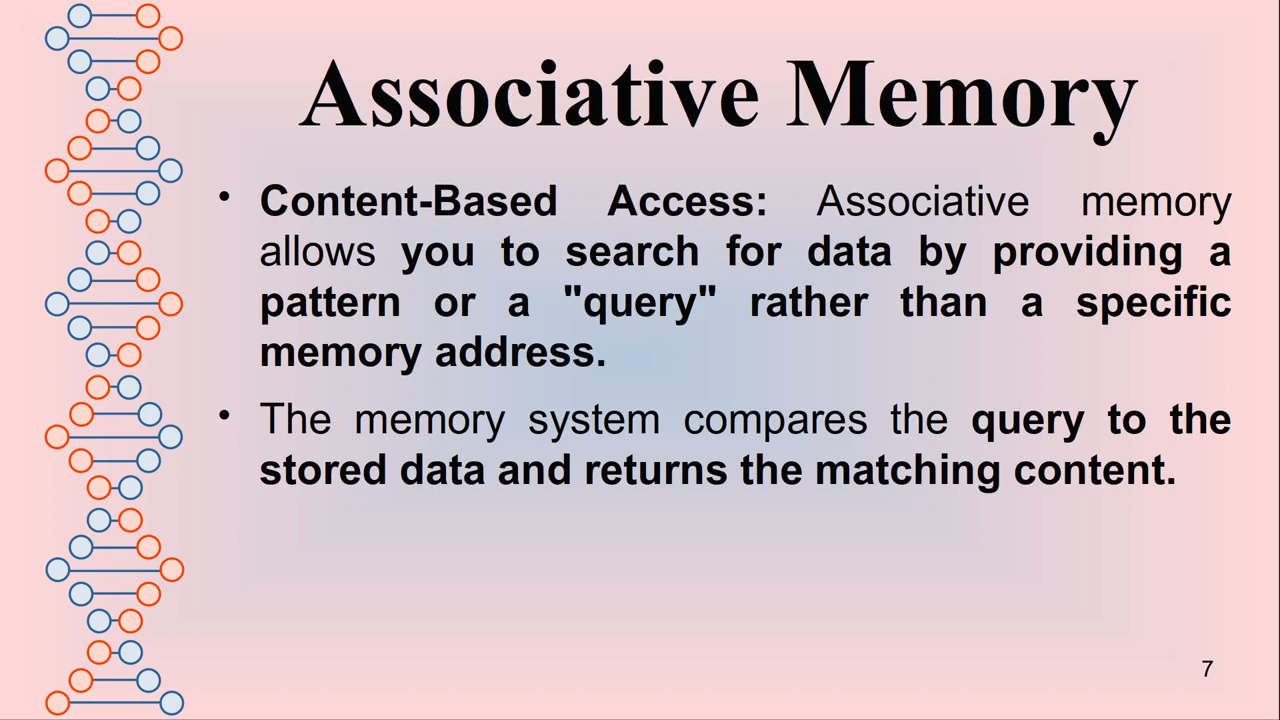 Associative Memory
• Content-Based Access: Associative memory
allows you to search for data by providing a
pattern or a "query" rather than a specific
memory address.
• The memory system compares the query to the
stored data and returns the matching content.
7